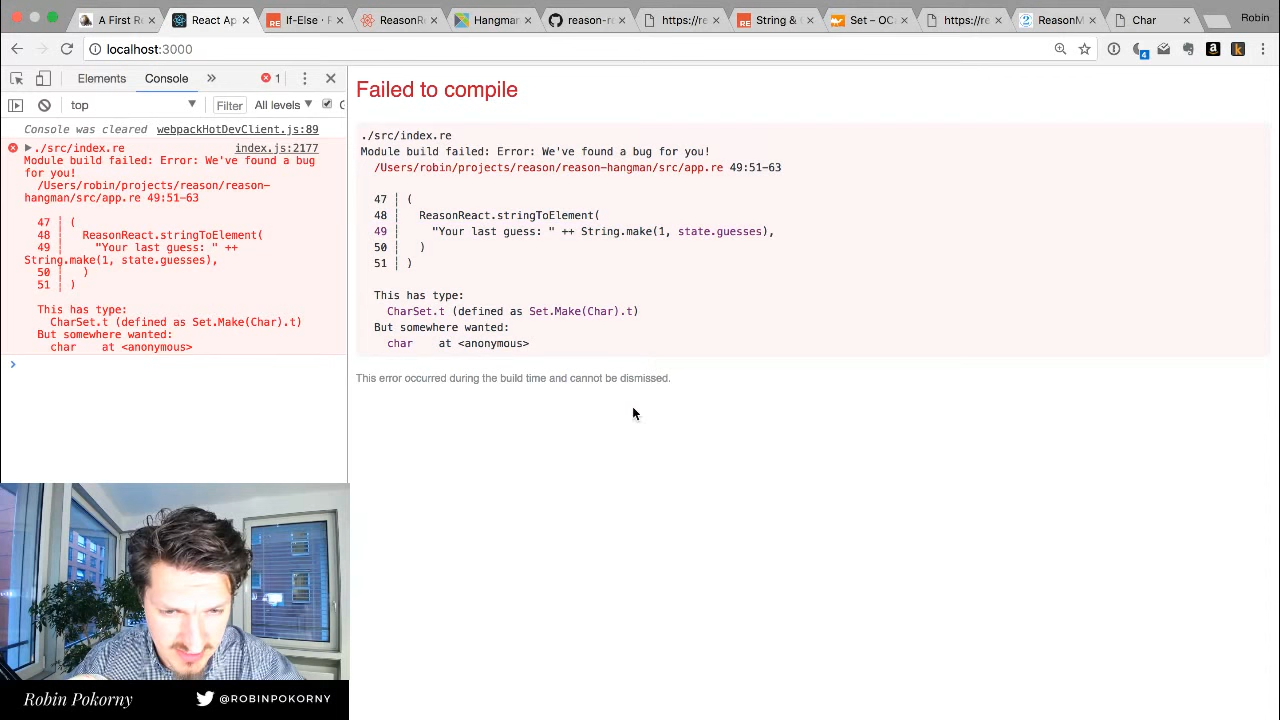 A First Re
React Ap
If-Else
ReasonRe
Hangman
reason-re
https://m
String &
Set – OC
https://re
ReasonM
Char
Robin
localhost:3000
4
Elements
Console
»
1
top
Filter
All levels
Console was cleared webpackHotDevClient.js:89
./src/index.re index.js:2177
Module build failed: Error: We've found a bug
for you!
/Users/robin/projects/reason/reason-
hangman/src/app.re 49:51-63
47 ┆ (
48 ┆ ReasonReact.stringToElement(
49 ┆ "Your last guess: " ++
String.make(1, state.guesses),
50 ┆ )
51 ┆ )
This has type:
CharSet.t (defined as Set.Make(Char).t)
But somewhere wanted:
char at <anonymous>
Failed to compile
./src/index.re
Module build failed: Error: We've found a bug for you!
/Users/robin/projects/reason/reason-hangman/src/app.re 49:51-63
47 ┆ (
48 ┆ ReasonReact.stringToElement(
49 ┆ "Your last guess: " ++ String.make(1, state.guesses),
50 ┆ )
51 ┆ )
This has type:
CharSet.t (defined as Set.Make(Char).t)
But somewhere wanted:
char at <anonymous>
This error occurred during the build time and cannot be dismissed.
Robin Pokorny
@ROBINPOKORNY